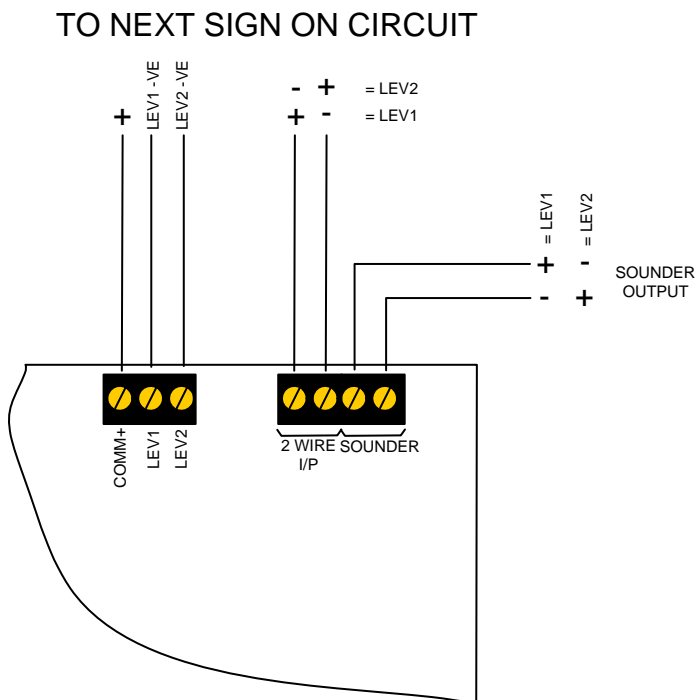 TO NEXT SIGN ON CIRCUIT
+
LEV1 -VE
LEV2 -VE
- + = LEV2
+ - = LEV1
= LEV1
= LEV2
+ -
- +
SOUNDER
OUTPUT
COMM+
LEV1
LEV2
2 WIRE
I/P
SOUNDER